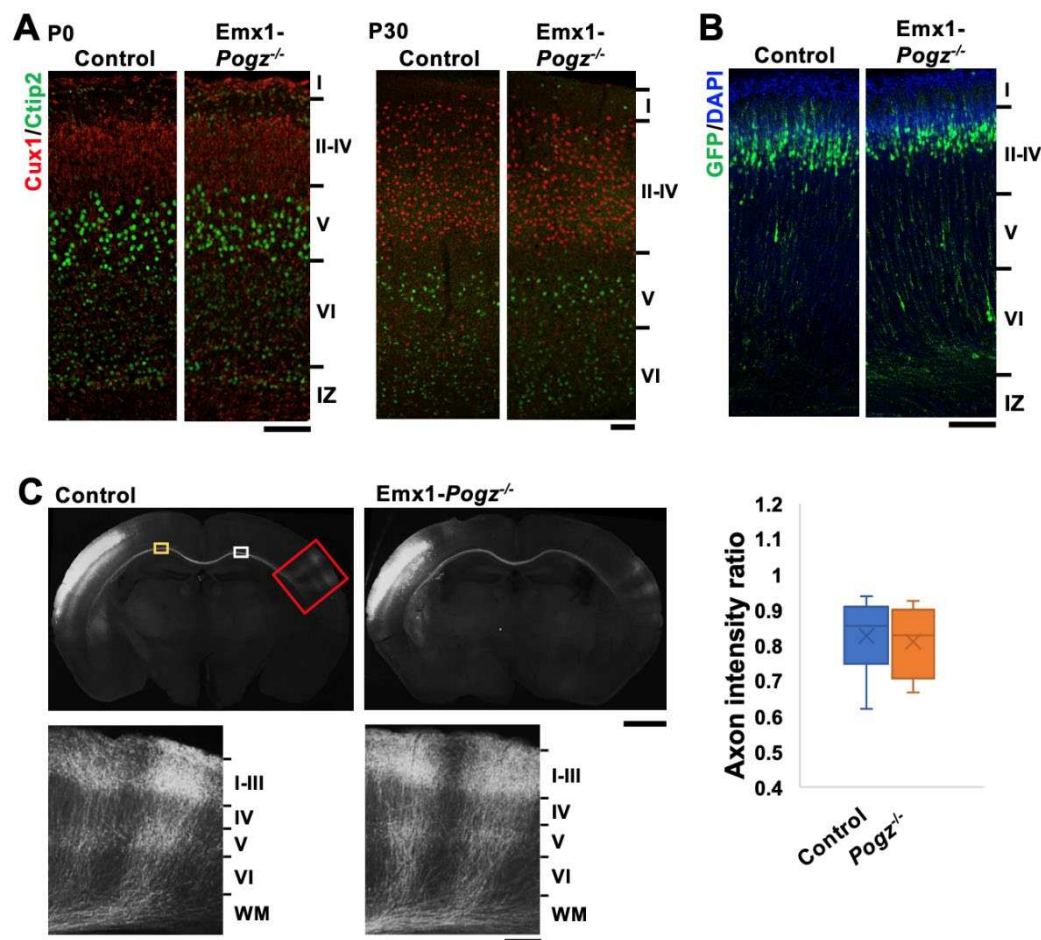 A
P0
Control
Emx1-
Pogz-/-
P30
Control
Emx1-
Pogz-/-
Cux1/Ctip2
I
II-IV
V
VI
IZ
I
II-IV
V
VI
B
Control
Emx1-
Pogz-/-
GFP/DAPI
I
II-IV
V
VI
IZ
C
Control
Emx1-Pogz-/-
I-III
IV
V
VI
WM
I-III
IV
V
VI
WM
Axon intensity ratio
1.2
1.1
1
0.9
0.8
0.7
0.6
0.5
0.4
Control
Pogz-/-